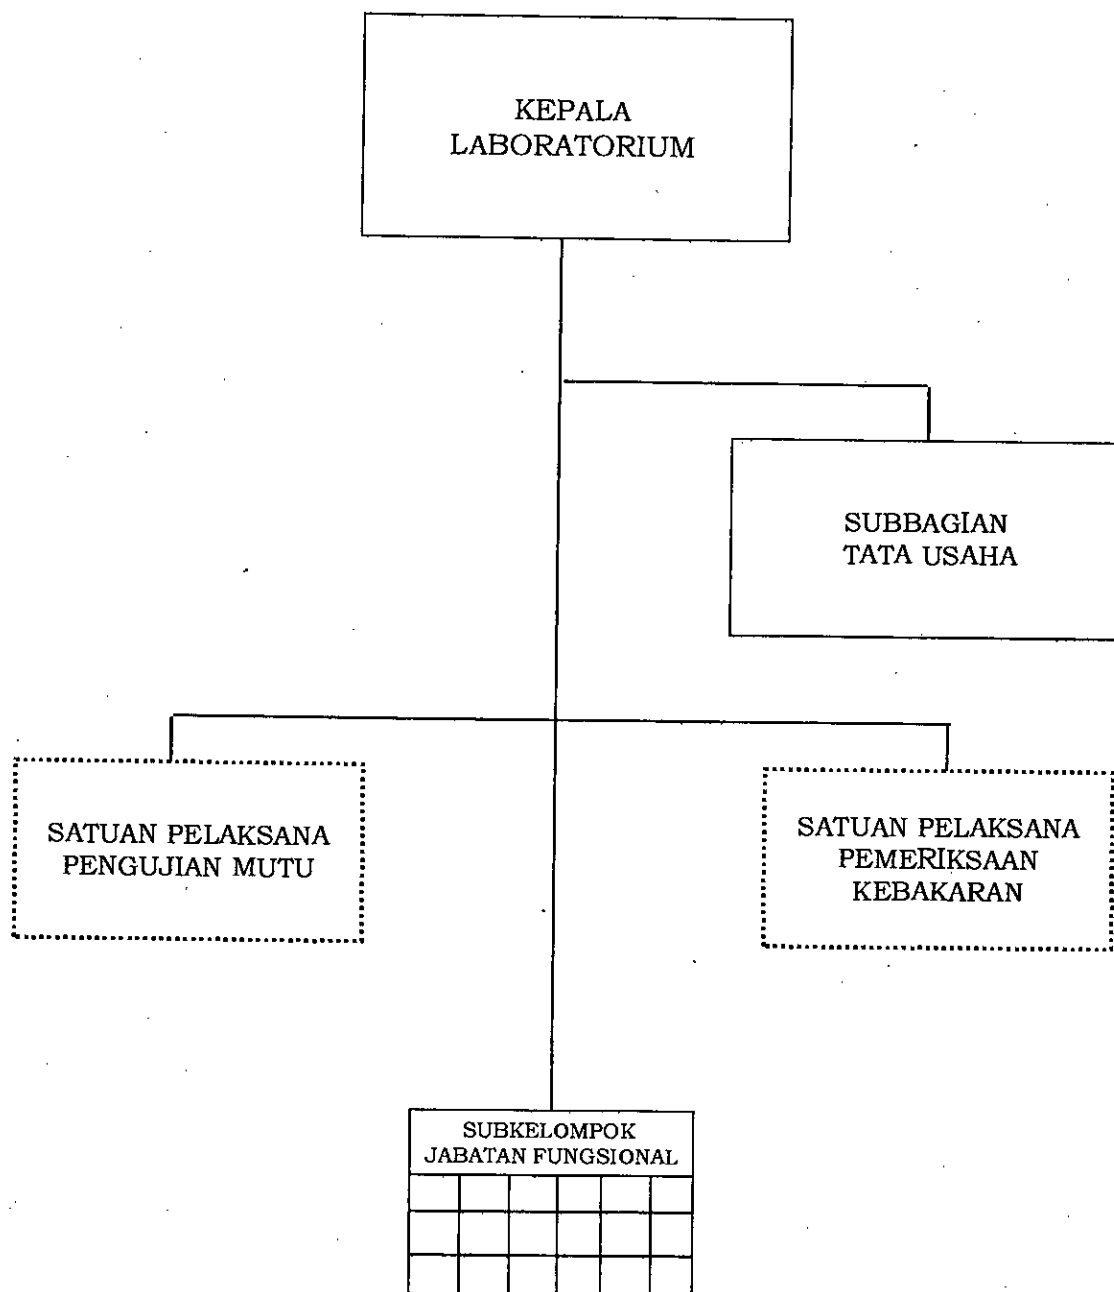 KEPALA
LABORATORIUM
SUBBAGIAN
TATA USAHA
SATUAN PELAKSANA
PENGUJIAN MUTU
SATUAN PELAKSANA
PEMERIKSAAN
KEBAKARAN
SUBKELOMPOK
JABATAN FUNGSIONAL